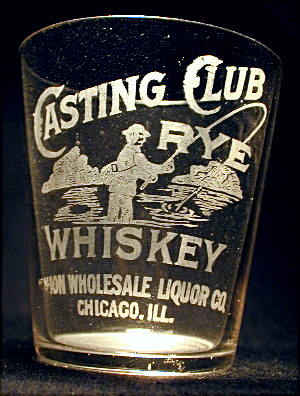 CASTING CLUB
RYE
WHISKEY
WHOLESALE LIQUOR CO.
CHICAGO, ILL.